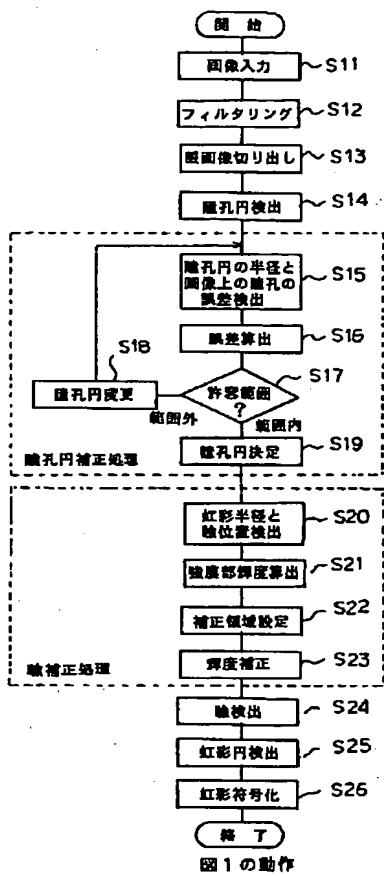 開始
画像入力
S11
フィルタリング
S12
眼画像切り出し
S13
瞳孔円検出
S14
瞳孔円の半径と
画像上の瞳孔の
誤差検出
S15
誤差算出
S16
S18
瞳孔円変更
許容範囲
?
S17
範囲外
範囲内
瞳孔円決定
S19
瞳孔円補正処理
虹彩半径と
瞼位置検出
S20
強膜部輝度算出
S21
補正領域設定
S22
輝度補正
S23
瞼補正処理
瞼検出
S24
虹彩円検出
S25
虹彩符号化
S26
終了
図1の動作